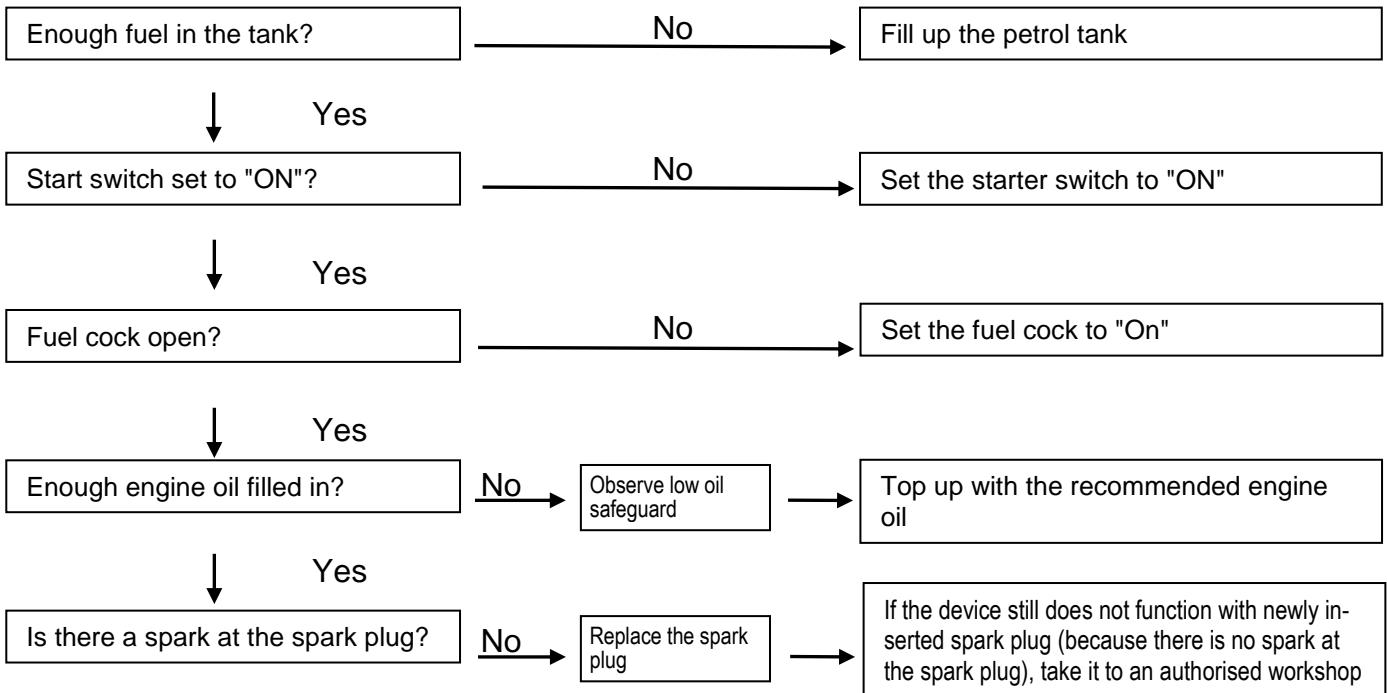 Enough fuel in the tank?
No
Fill up the petrol tank
Yes
Start switch set to "ON"?
No
Set the starter switch to "ON"
Yes
Fuel cock open?
No
Set the fuel cock to "On"
Yes
Enough engine oil filled in?
No
Observe low oil
safeguard
Top up with the recommended engine
oil
Yes
Is there a spark at the spark plug?
No
Replace the spark
plug
If the device still does not function with newly in-
serted spark plug (because there is no spark at
the spark plug), take it to an authorised workshop